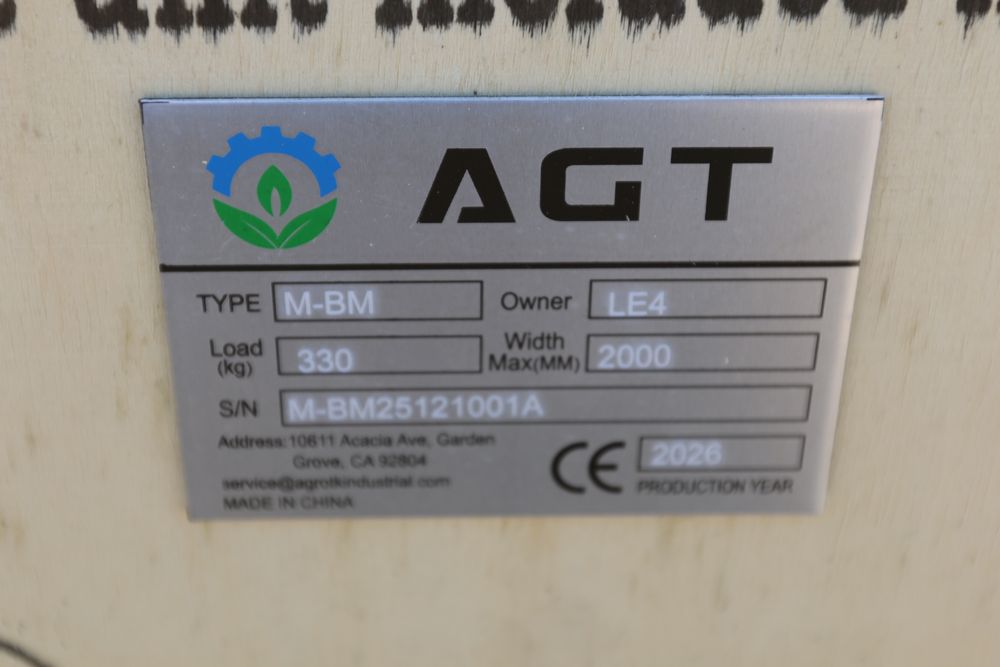 AGT
TYPE M-BM Owner LE4
Load (kg) 330 Width Max(MM) 2000
S/N M-BM25121001A
Address:10611 Acacia Ave, Garden
Grove, CA 92804
service@agrotkindustrial.com
MADE IN CHINA
CE 2026
PRODUCTION YEAR